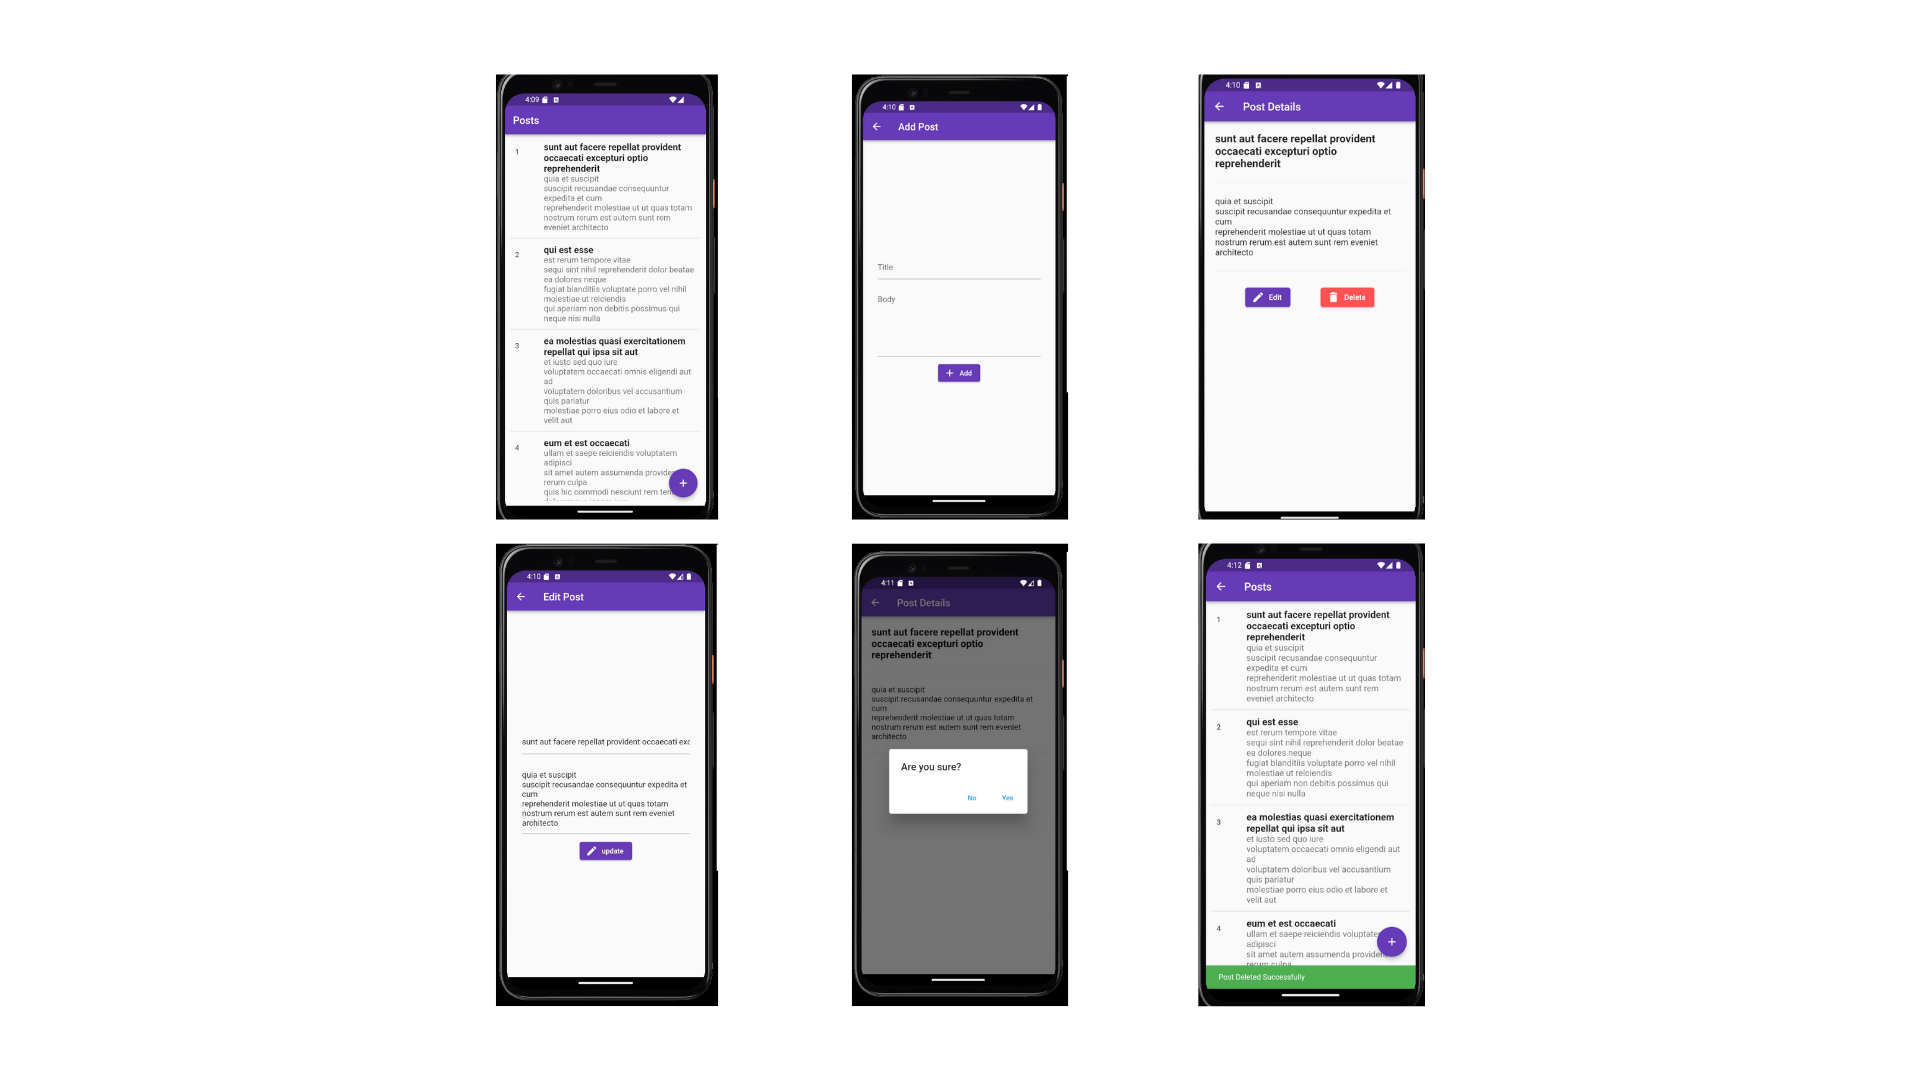 4:09
Posts
1
sunt aut facere repellat provident
occaecati excepturi optio
reprehenderit
quia et suscipit
suscipit recusandae consequuntur
expedita et cum
reprehenderit molestiae ut ut quas totam
nostrum rerum est autem sunt rem
eveniet architecto
2
qui est esse
est rerum tempore vitae
sequi sint nihil reprehenderit dolor beatae
ea dolores neque
fugiat blanditiis voluptate porro vel nihil
molestiae ut reiciendis
qui aperiam non debitis possimus qui
neque nisi nulla
3
ea molestias quasi exercitationem
repellat qui ipsa sit aut
et iusto sed quo iure
voluptatem occaecati omnis eligendi aut
ad
voluptatem doloribus vel accusantium
quis pariatur
molestiae porro eius odio et labore et
velit aut
4
eum et est occaecati
ullam et saepe reiciendis voluptatem
adipisci
sit amet autem assumenda provide
rerum culpa
quis hic commodi nesciunt rem
4:10
Add Post
Title
Body
+ Add
4:10
Post Details
sunt aut facere repellat provident
occaecati excepturi optio
reprehenderit
quia et suscipit
suscipit recusandae consequuntur expedita et
cum
reprehenderit molestiae ut ut quas totam
nostrum rerum est autem sunt rem eveniet
architecto
Edit
Delete
4:10
Edit Post
sunt aut facere repellat provident occaecati exc
quia et suscipit
suscipit recusandae consequuntur expedita et
cum
reprehenderit molestiae ut ut quas totam
nostrum rerum est autem sunt rem eveniet
architecto
update
4:11
Post Details
sunt aut facere repellat provident
occaecati excepturi optio
reprehenderit
quia et suscipit
suscipit recusandae consequuntur expedita et
cum
reprehenderit molestiae ut ut quas totam
nostrum rerum est autem sunt rem eveniet
architecto
Are you sure?
No
Yes
4:12
Posts
1
sunt aut facere repellat provident
occaecati excepturi optio
reprehenderit
quia et suscipit
suscipit recusandae consequuntur
expedita et cum
reprehenderit molestiae ut ut quas totam
nostrum rerum est autem sunt rem
eveniet architecto
2
qui est esse
est rerum tempore vitae
sequi sint nihil reprehenderit dolor beatae
ea dolores neque
fugiat blanditiis voluptate porro vel nihil
molestiae ut reiciendis
qui aperiam non debitis possimus qui
neque nisi nulla
3
ea molestias quasi exercitationem
repellat qui ipsa sit aut
et iusto sed quo iure
voluptatem occaecati omnis eligendi aut
ad
voluptatem doloribus vel accusantium
quis pariatur
molestiae porro eius odio et labore et
velit aut
4
eum et est occaecati
ullam et saepe reiciendis voluptate
adipisci
sit amet autem assumenda provide
rerum culpa
Post Deleted Successfully